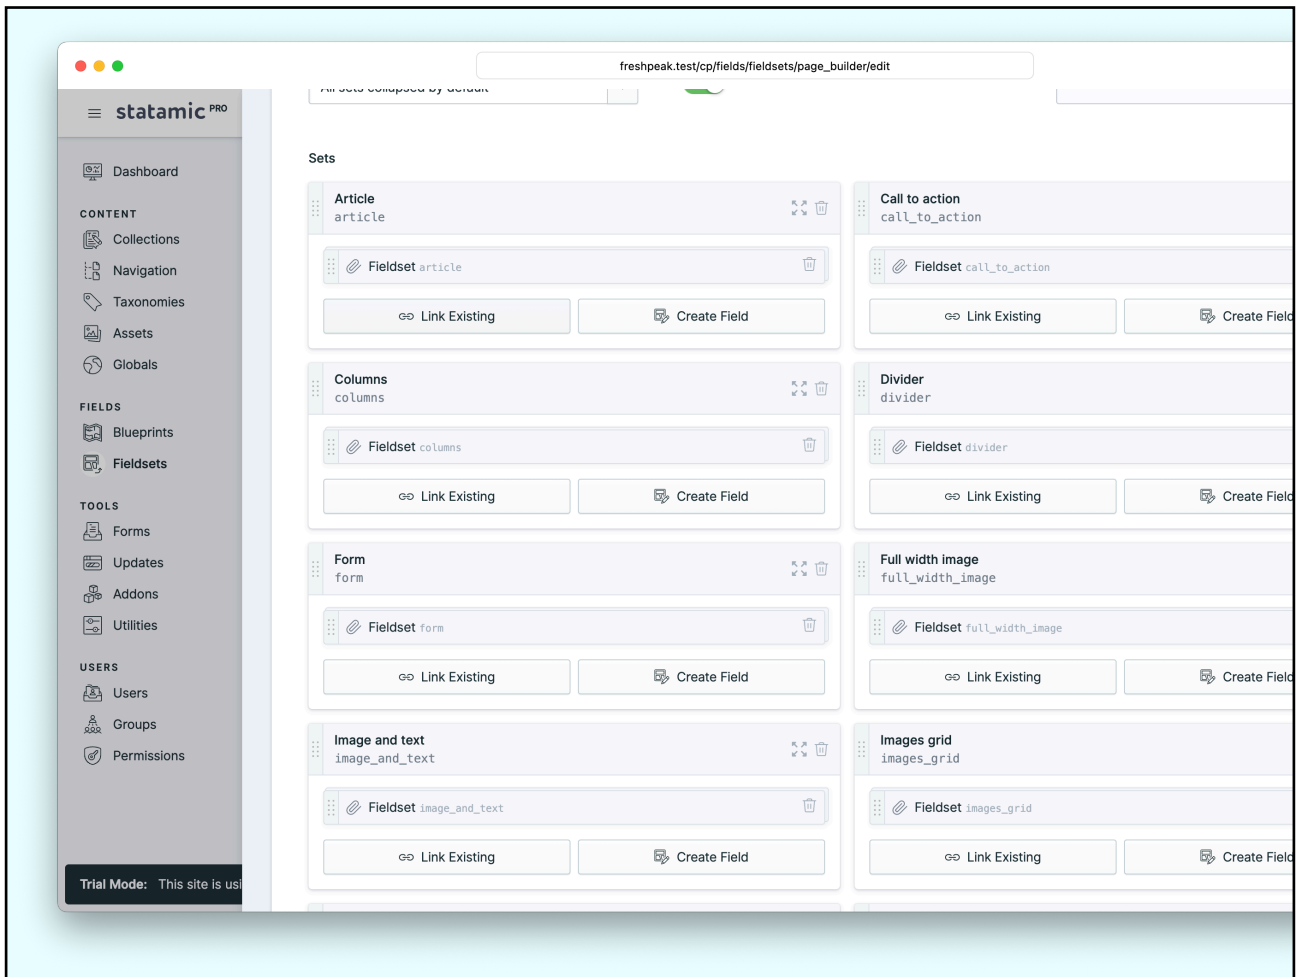 freshpeak.test/cp/fields/fieldsets/page_builder/edit
statamic PRO
All sets collapsed by default
Dashboard
CONTENT
Collections
Navigation
Taxonomies
Assets
Globals
FIELDS
Blueprints
Fieldsets
TOOLS
Forms
Updates
Addons
Utilities
USERS
Users
Groups
Permissions
Trial Mode: This site is usi
Sets
Article
article
Fieldset article
Link Existing Create Field
Call to action
call_to_action
Fieldset call_to_action
Link Existing Create Field
Columns
columns
Fieldset columns
Link Existing Create Field
Divider
divider
Fieldset divider
Link Existing Create Field
Form
form
Fieldset form
Link Existing Create Field
Full width image
full_width_image
Fieldset full_width_image
Link Existing Create Field
Image and text
image_and_text
Fieldset image_and_text
Link Existing Create Field
Images grid
images_grid
Fieldset images_grid
Link Existing Create Field